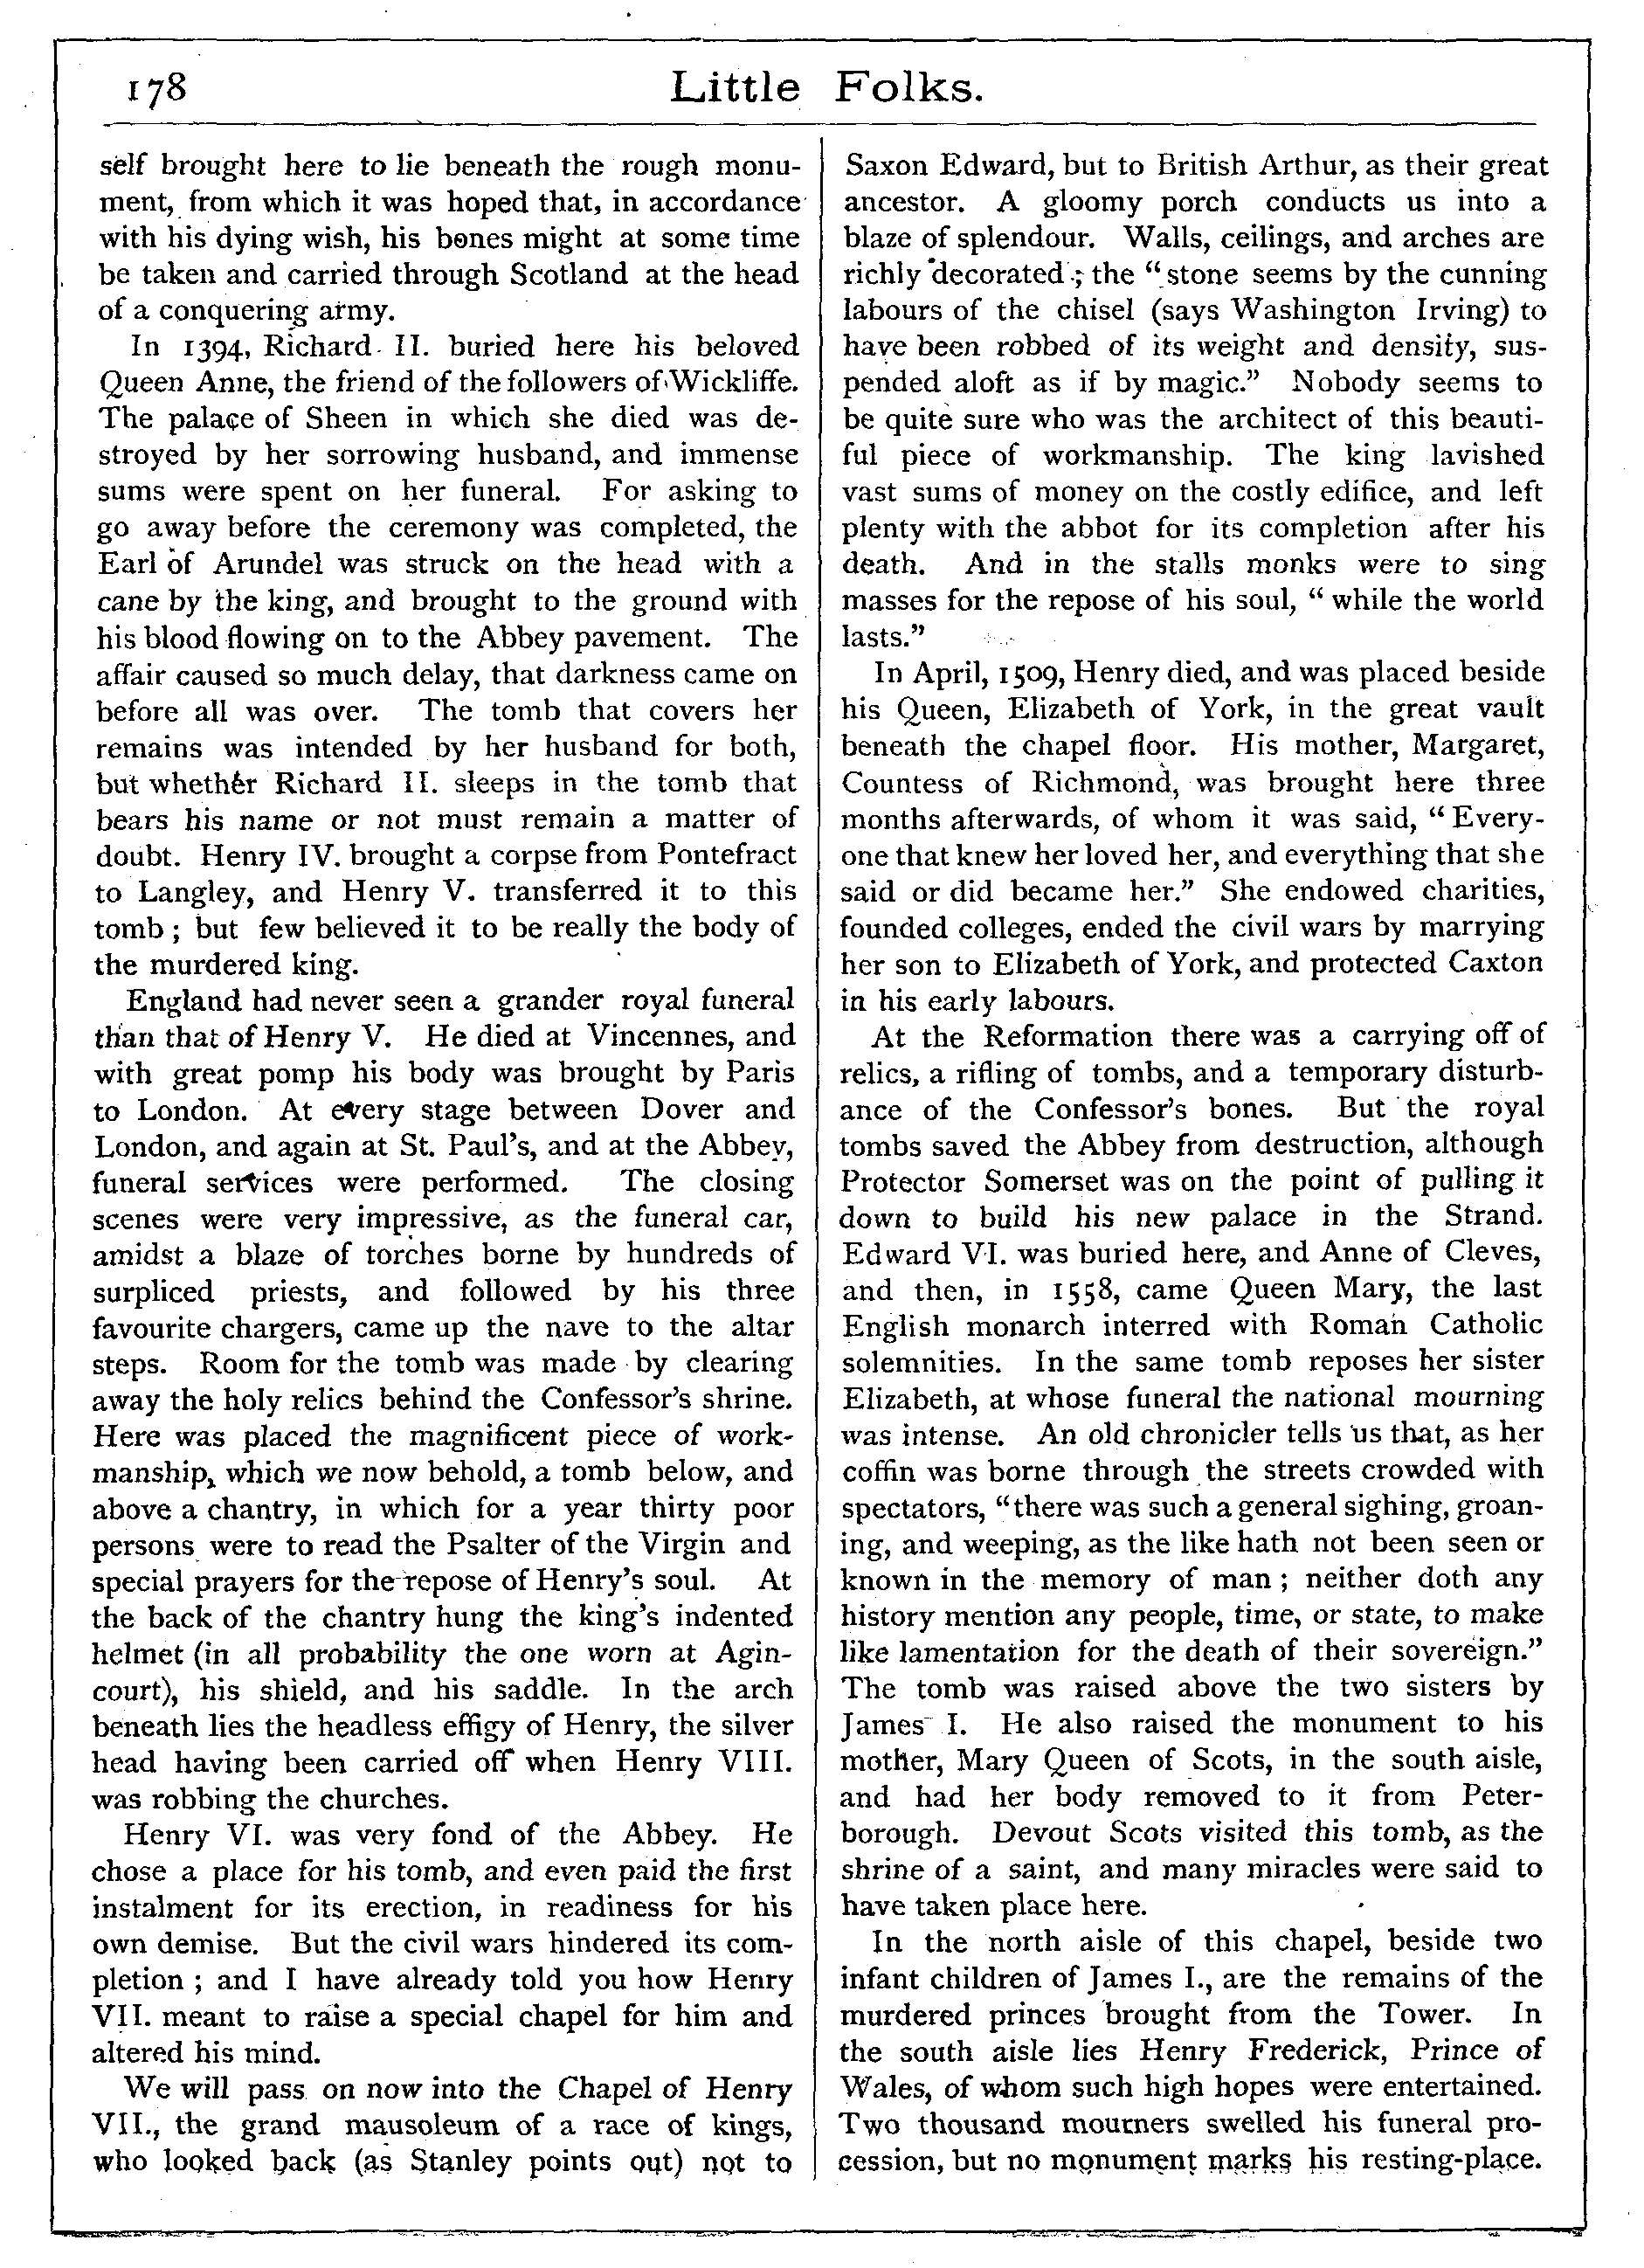 178
Little Folks.
self brought here to lie beneath the rough monu-
ment, from which it was hoped that, in accordance
with his dying wish, his bones might at some time
be taken and carried through Scotland at the head
of a conquering army.
In 1394, Richard II. buried here his beloved
Queen Anne, the friend of the followers of Wickliffe.
The palace of Sheen in which she died was de-
stroyed by her sorrowing husband, and immense
sums were spent on her funeral. For asking to
go away before the ceremony was completed, the
Earl of Arundel was struck on the head with a
cane by the king, and brought to the ground with
his blood flowing on to the Abbey pavement. The
affair caused so much delay, that darkness came on
before all was over. The tomb that covers her
remains was intended by her husband for both,
but whether Richard II. sleeps in the tomb that
bears his name or not must remain a matter of
doubt. Henry IV. brought a corpse from Pontefract
to Langley, and Henry V. transferred it to this
tomb ; but few believed it to be really the body of
the murdered king.
England had never seen a grander royal funeral
than that of Henry V. He died at Vincennes, and
with great pomp his body was brought by Paris
to London. At every stage between Dover and
London, and again at St. Paul's, and at the Abbey,
funeral services were performed. The closing
scenes were very impressive, as the funeral car,
amidst a blaze of torches borne by hundreds of
surpliced priests, and followed by his three
favourite chargers, came up the nave to the altar
steps. Room for the tomb was made by clearing
away the holy relics behind the Confessor's shrine.
Here was placed the magnificent piece of work-
manship, which we now behold, a tomb below, and
above a chantry, in which for a year thirty poor
persons were to read the Psalter of the Virgin and
special prayers for the repose of Henry's soul. At
the back of the chantry hung the king's indented
helmet (in all probability the one worn at Agin-
court), his shield, and his saddle. In the arch
beneath lies the headless effigy of Henry, the silver
head having been carried off when Henry VIII.
was robbing the churches.
Henry VI. was very fond of the Abbey. He
chose a place for his tomb, and even paid the first
instalment for its erection, in readiness for his
own demise. But the civil wars hindered its com-
pletion ; and I have already told you how Henry
VII. meant to raise a special chapel for him and
altered his mind.
We will pass on now into the Chapel of Henry
VII., the grand mausoleum of a race of kings,
who looked back (as Stanley points out) not to
Saxon Edward, but to British Arthur, as their great
ancestor. A gloomy porch conducts us into a
blaze of splendour. Walls, ceilings, and arches are
richly decorated ; the "stone seems by the cunning
labours of the chisel (says Washington Irving) to
have been robbed of its weight and density, sus-
pended aloft as if by magic." Nobody seems to
be quite sure who was the architect of this beauti-
ful piece of workmanship. The king lavished
vast sums of money on the costly edifice, and left
plenty with the abbot for its completion after his
death. And in the stalls monks were to sing
masses for the repose of his soul, "while the world
lasts."
In April, 1509, Henry died, and was placed beside
his Queen, Elizabeth of York, in the great vault
beneath the chapel floor. His mother, Margaret,
Countess of Richmond, was brought here three
months afterwards, of whom it was said, "Every-
one that knew her loved her, and everything that she
said or did became her." She endowed charities,
founded colleges, ended the civil wars by marrying
her son to Elizabeth of York, and protected Caxton
in his early labours.
At the Reformation there was a carrying off of
relics, a rifling of tombs, and a temporary disturb-
ance of the Confessor's bones. But the royal
tombs saved the Abbey from destruction, although
Protector Somerset was on the point of pulling it
down to build his new palace in the Strand.
Edward VI. was buried here, and Anne of Cleves,
and then, in 1558, came Queen Mary, the last
English monarch interred with Roman Catholic
solemnities. In the same tomb reposes her sister
Elizabeth, at whose funeral the national mourning
was intense. An old chronicler tells us that, as her
coffin was borne through the streets crowded with
spectators, "there was such a general sighing, groan-
ing, and weeping, as the like hath not been seen or
known in the memory of man ; neither doth any
history mention any people, time, or state, to make
like lamentation for the death of their sovereign."
The tomb was raised above the two sisters by
James I. He also raised the monument to his
mother, Mary Queen of Scots, in the south aisle,
and had her body removed to it from Peter-
borough. Devout Scots visited this tomb, as the
shrine of a saint, and many miracles were said to
have taken place here.
In the north aisle of this chapel, beside two
infant children of James I., are the remains of the
murdered princes brought from the Tower. In
the south aisle lies Henry Frederick, Prince of
Wales, of whom such high hopes were entertained.
Two thousand mourners swelled his funeral pro-
cession, but no monument marks his resting-place.